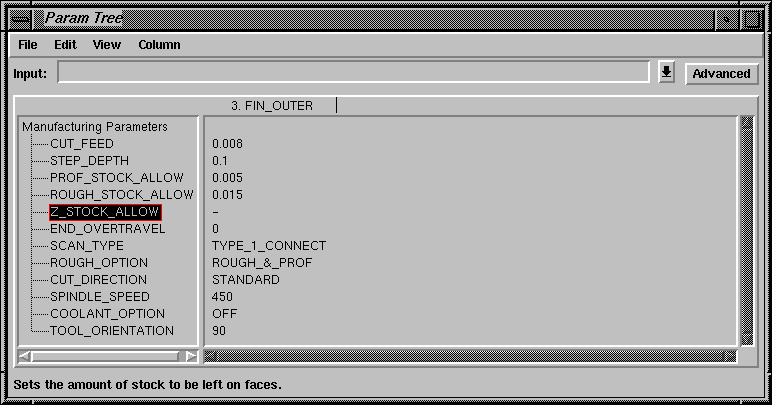 Param Tree
File Edit View Column
Input: Advanced
3. FIN_OUTER
Manufacturing Parameters
CUT_FEED 0.008
STEP_DEPTH 0.1
PROF_STOCK_ALLOW 0.005
ROUGH_STOCK_ALLOW 0.015
Z_STOCK_ALLOW –
END_OVERTRAVEL 0
SCAN_TYPE TYPE_1_CONNECT
ROUGH_OPTION ROUGH_&_PROF
CUT_DIRECTION STANDARD
SPINDLE_SPEED 450
COOLANT_OPTION OFF
TOOL_ORIENTATION 90
Sets the amount of stock to be left on faces.